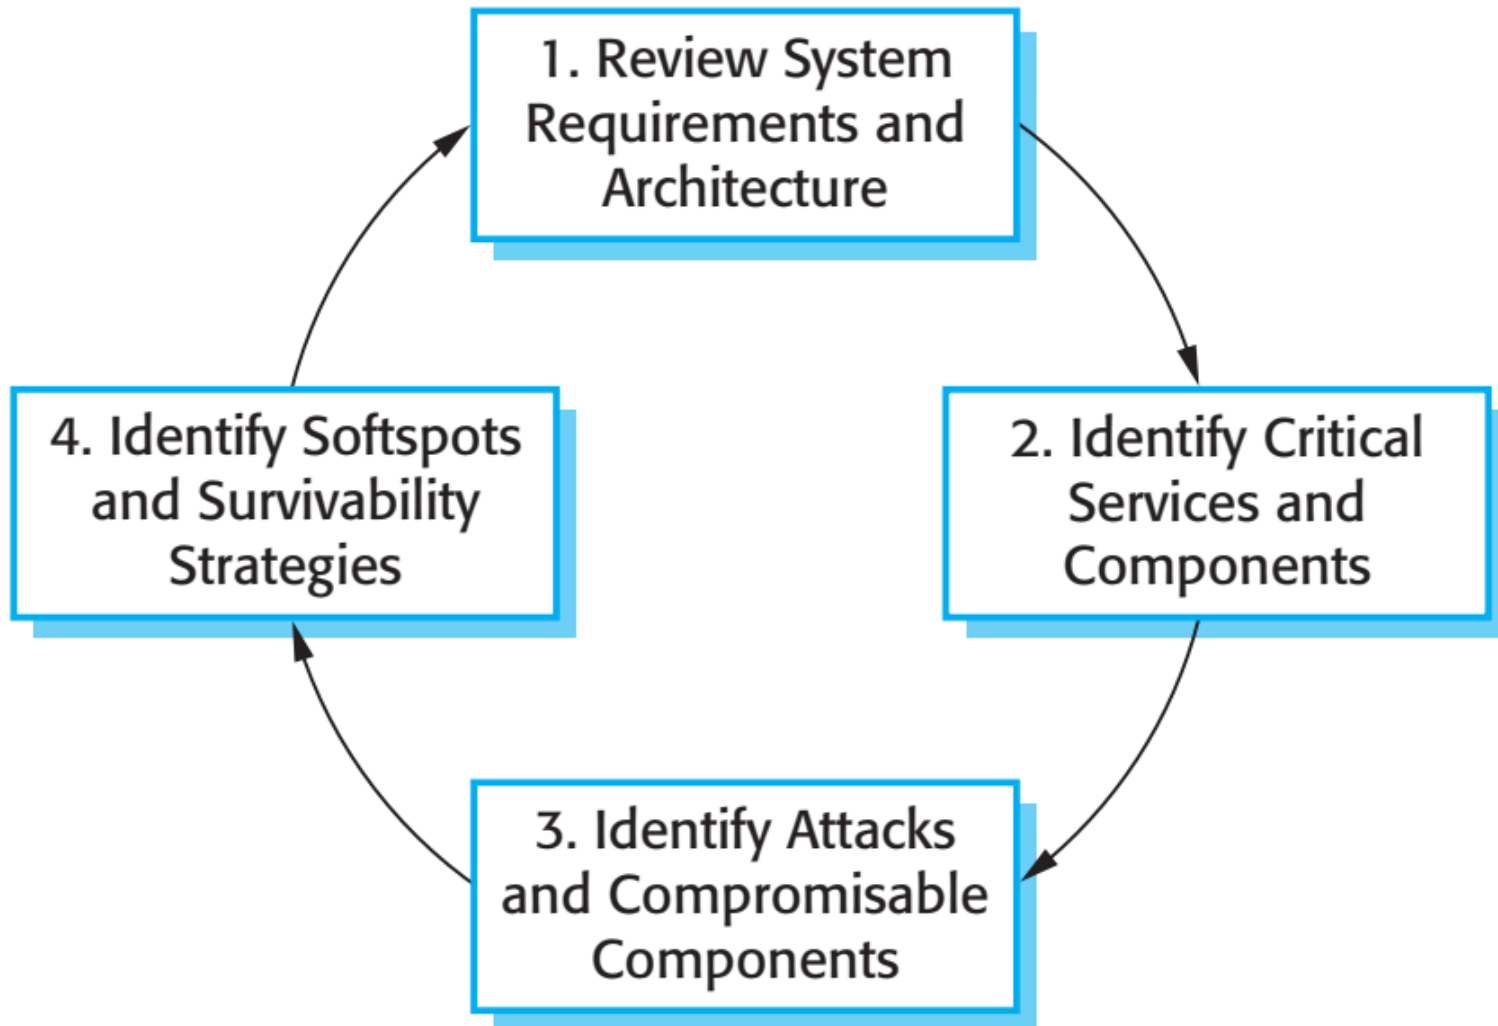 1. Review System
Requirements and
Architecture
2. Identify Critical
Services and
Components
3. Identify Attacks
and Compromisable
Components
4. Identify Softspots
and Survivability
Strategies